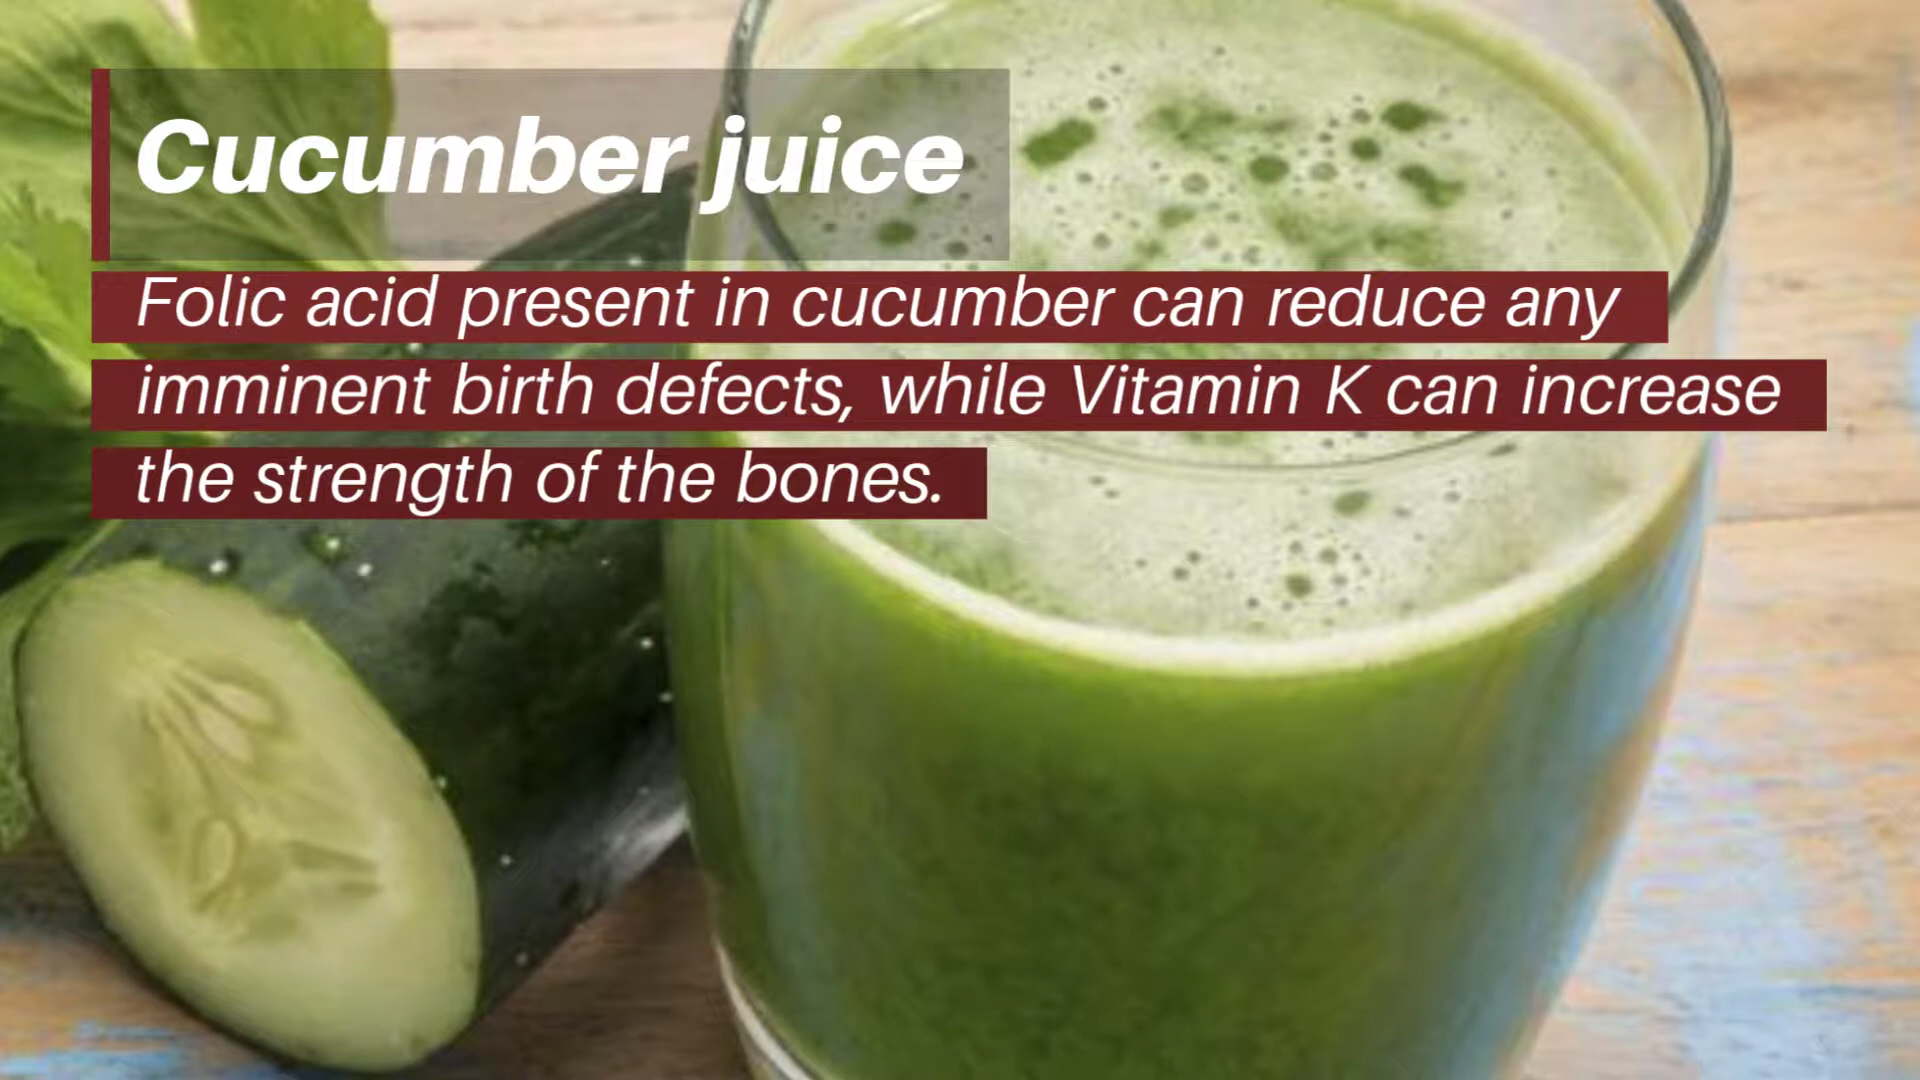 Cucumber juice
Folic acid present in cucumber can reduce any
imminent birth defects, while Vitamin K can increase
the strength of the bones.